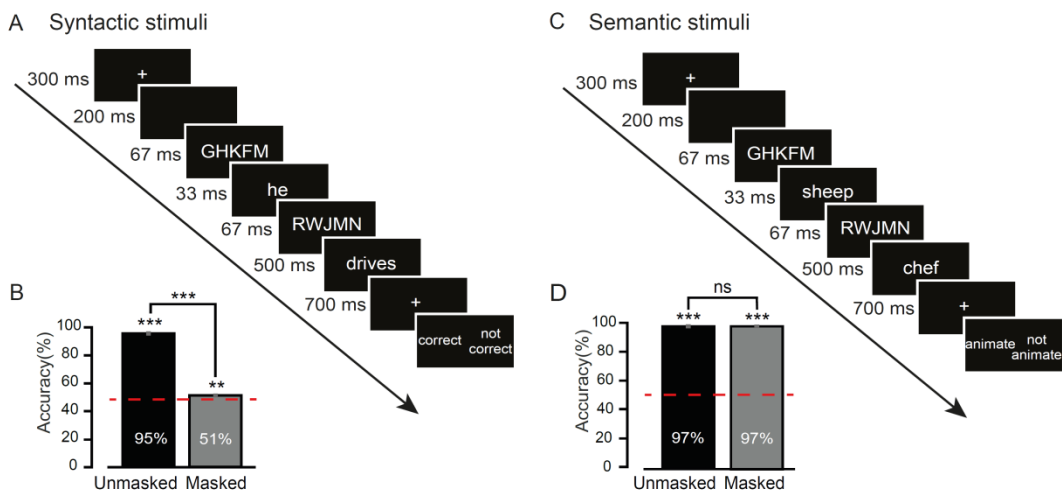 A Syntactic stimuli
+
300 ms
200 ms
GHKFM
67 ms
he
33 ms
RWJMN
67 ms
drives
500 ms
+
700 ms
correct not correct
B
***
*** **
Accuracy(%)
100
80
60
40
20
0
95% 51%
Unmasked Masked
C Semantic stimuli
+
300 ms
200 ms
GHKFM
67 ms
sheep
33 ms
RWJMN
67 ms
chef
500 ms
+
700 ms
animate not animate
D
ns
*** ***
Accuracy(%)
100
80
60
40
20
0
97% 97%
Unmasked Masked